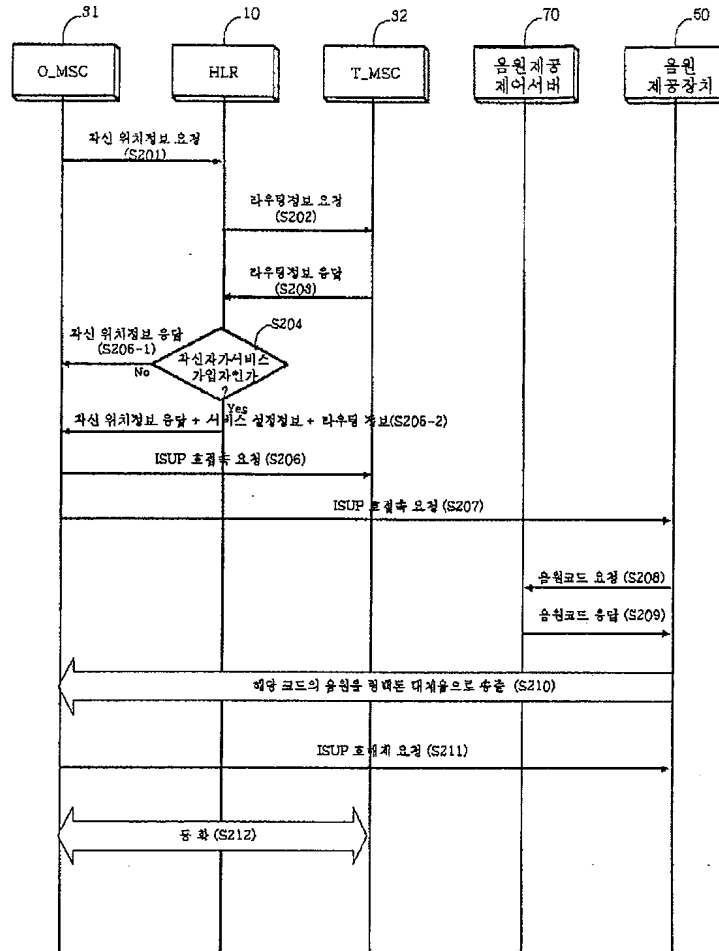 31
10
32
70
50
O_MSC
HLR
T_MSC
음원제공
제어서버
음원
제공장치
착신 위치정보 요청
(S201)
라우팅정보 요청
(S202)
라우팅정보 응답
(S203)
S204
착신 위치정보 응답
(S205-1)
No
착신자가서비스
가입자인가
?
Yes
착신 위치정보 응답 + 서비스 설정정보 + 라우팅 정보(S205-2)
ISUP 호접속 요청 (S206)
ISUP 호접속 요청 (S207)
음원코드 요청 (S208)
음원코드 응답 (S209)
해당 코드의 음원을 링백톤 대체음으로 송출 (S210)
ISUP 호해제 요청 (S211)
통 화 (S212)